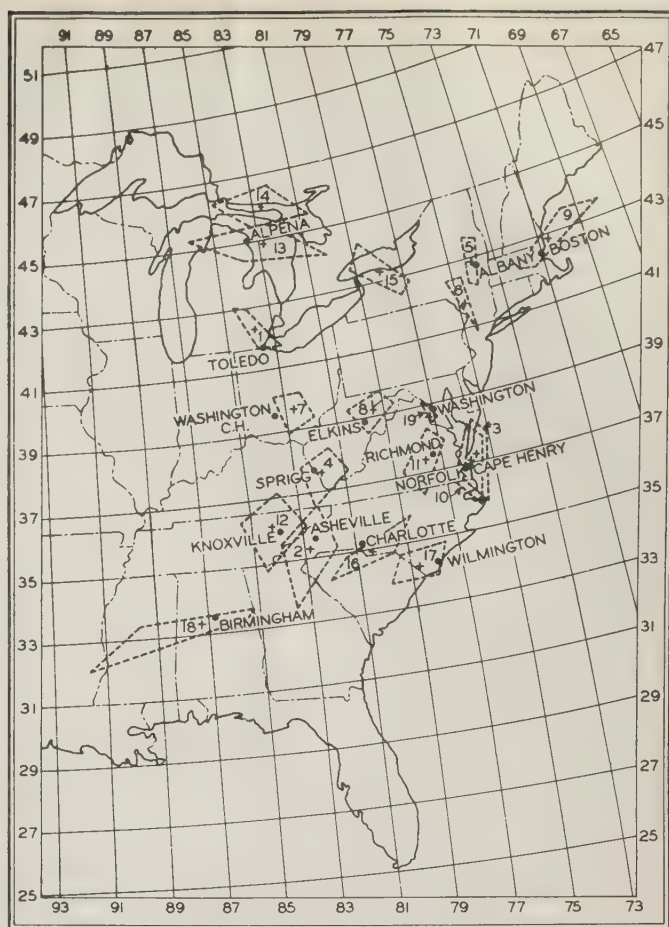 91 89 87 85 83 81 79 77 75 73 71 69 67 65
47
51
49
47
45
43
41
39
37
35
33
31
29
27
25
45
43
41
39
37
35
33
31
29
27
25
4
ALPENA
13
9
5
ALBANY BOSTON
15
TOLEDO
WASHINGTON
C.H.
+7
8+
ELKINS
19+
WASHINGTON
3
RICHMOND
11+
SPRIGG
4
NORFOLK CAPE HENRY
10
+12
KNOXVILLE
ASHEVILLE
2+
CHARLOTTE
16
17
WILMINGTON
18+
BIRMINGHAM
93 91 89 87 85 83 81 79 77 75 73